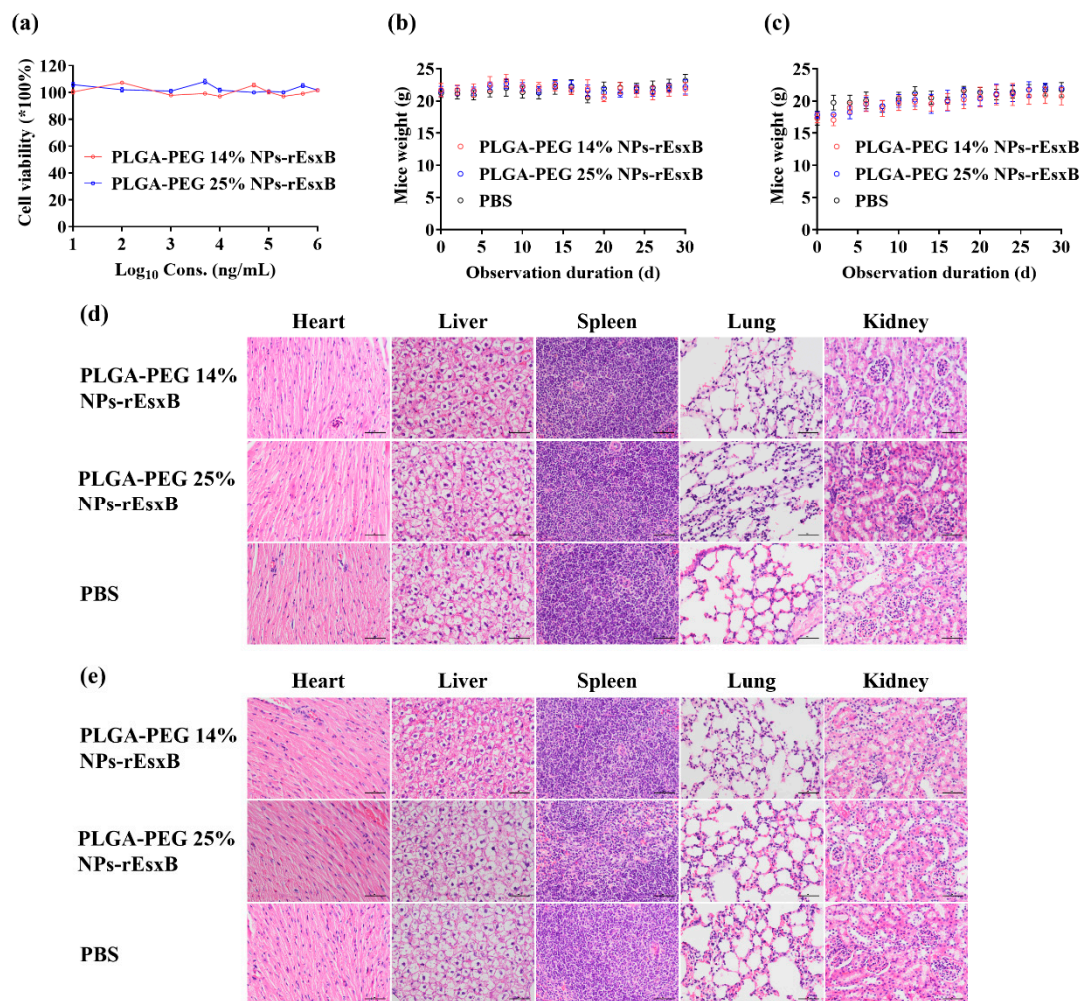 (a)
120
100
80
60
40
20
0
Cell viability (*100%)
PLGA-PEG 14% NPs-rEsxB
PLGA-PEG 25% NPs-rEsxB
1 2 3 4 5 6
Log10 Cons. (ng/mL)
(b)
25
20
15
10
5
0
Mice weight (g)
PLGA-PEG 14% NPs-rEsxB
PLGA-PEG 25% NPs-rEsxB
PBS
0 5 10 15 20 25 30
Observation duration (d)
(c)
25
20
15
10
5
0
Mice weight (g)
PLGA-PEG 14% NPs-rEsxB
PLGA-PEG 25% NPs-rEsxB
PBS
0 5 10 15 20 25 30
Observation duration (d)
(d)
Heart Liver Spleen Lung Kidney
PLGA-PEG 14%
NPs-rEsxB
PLGA-PEG 25%
NPs-rEsxB
PBS
(e)
Heart Liver Spleen Lung Kidney
PLGA-PEG 14%
NPs-rEsxB
PLGA-PEG 25%
NPs-rEsxB
PBS